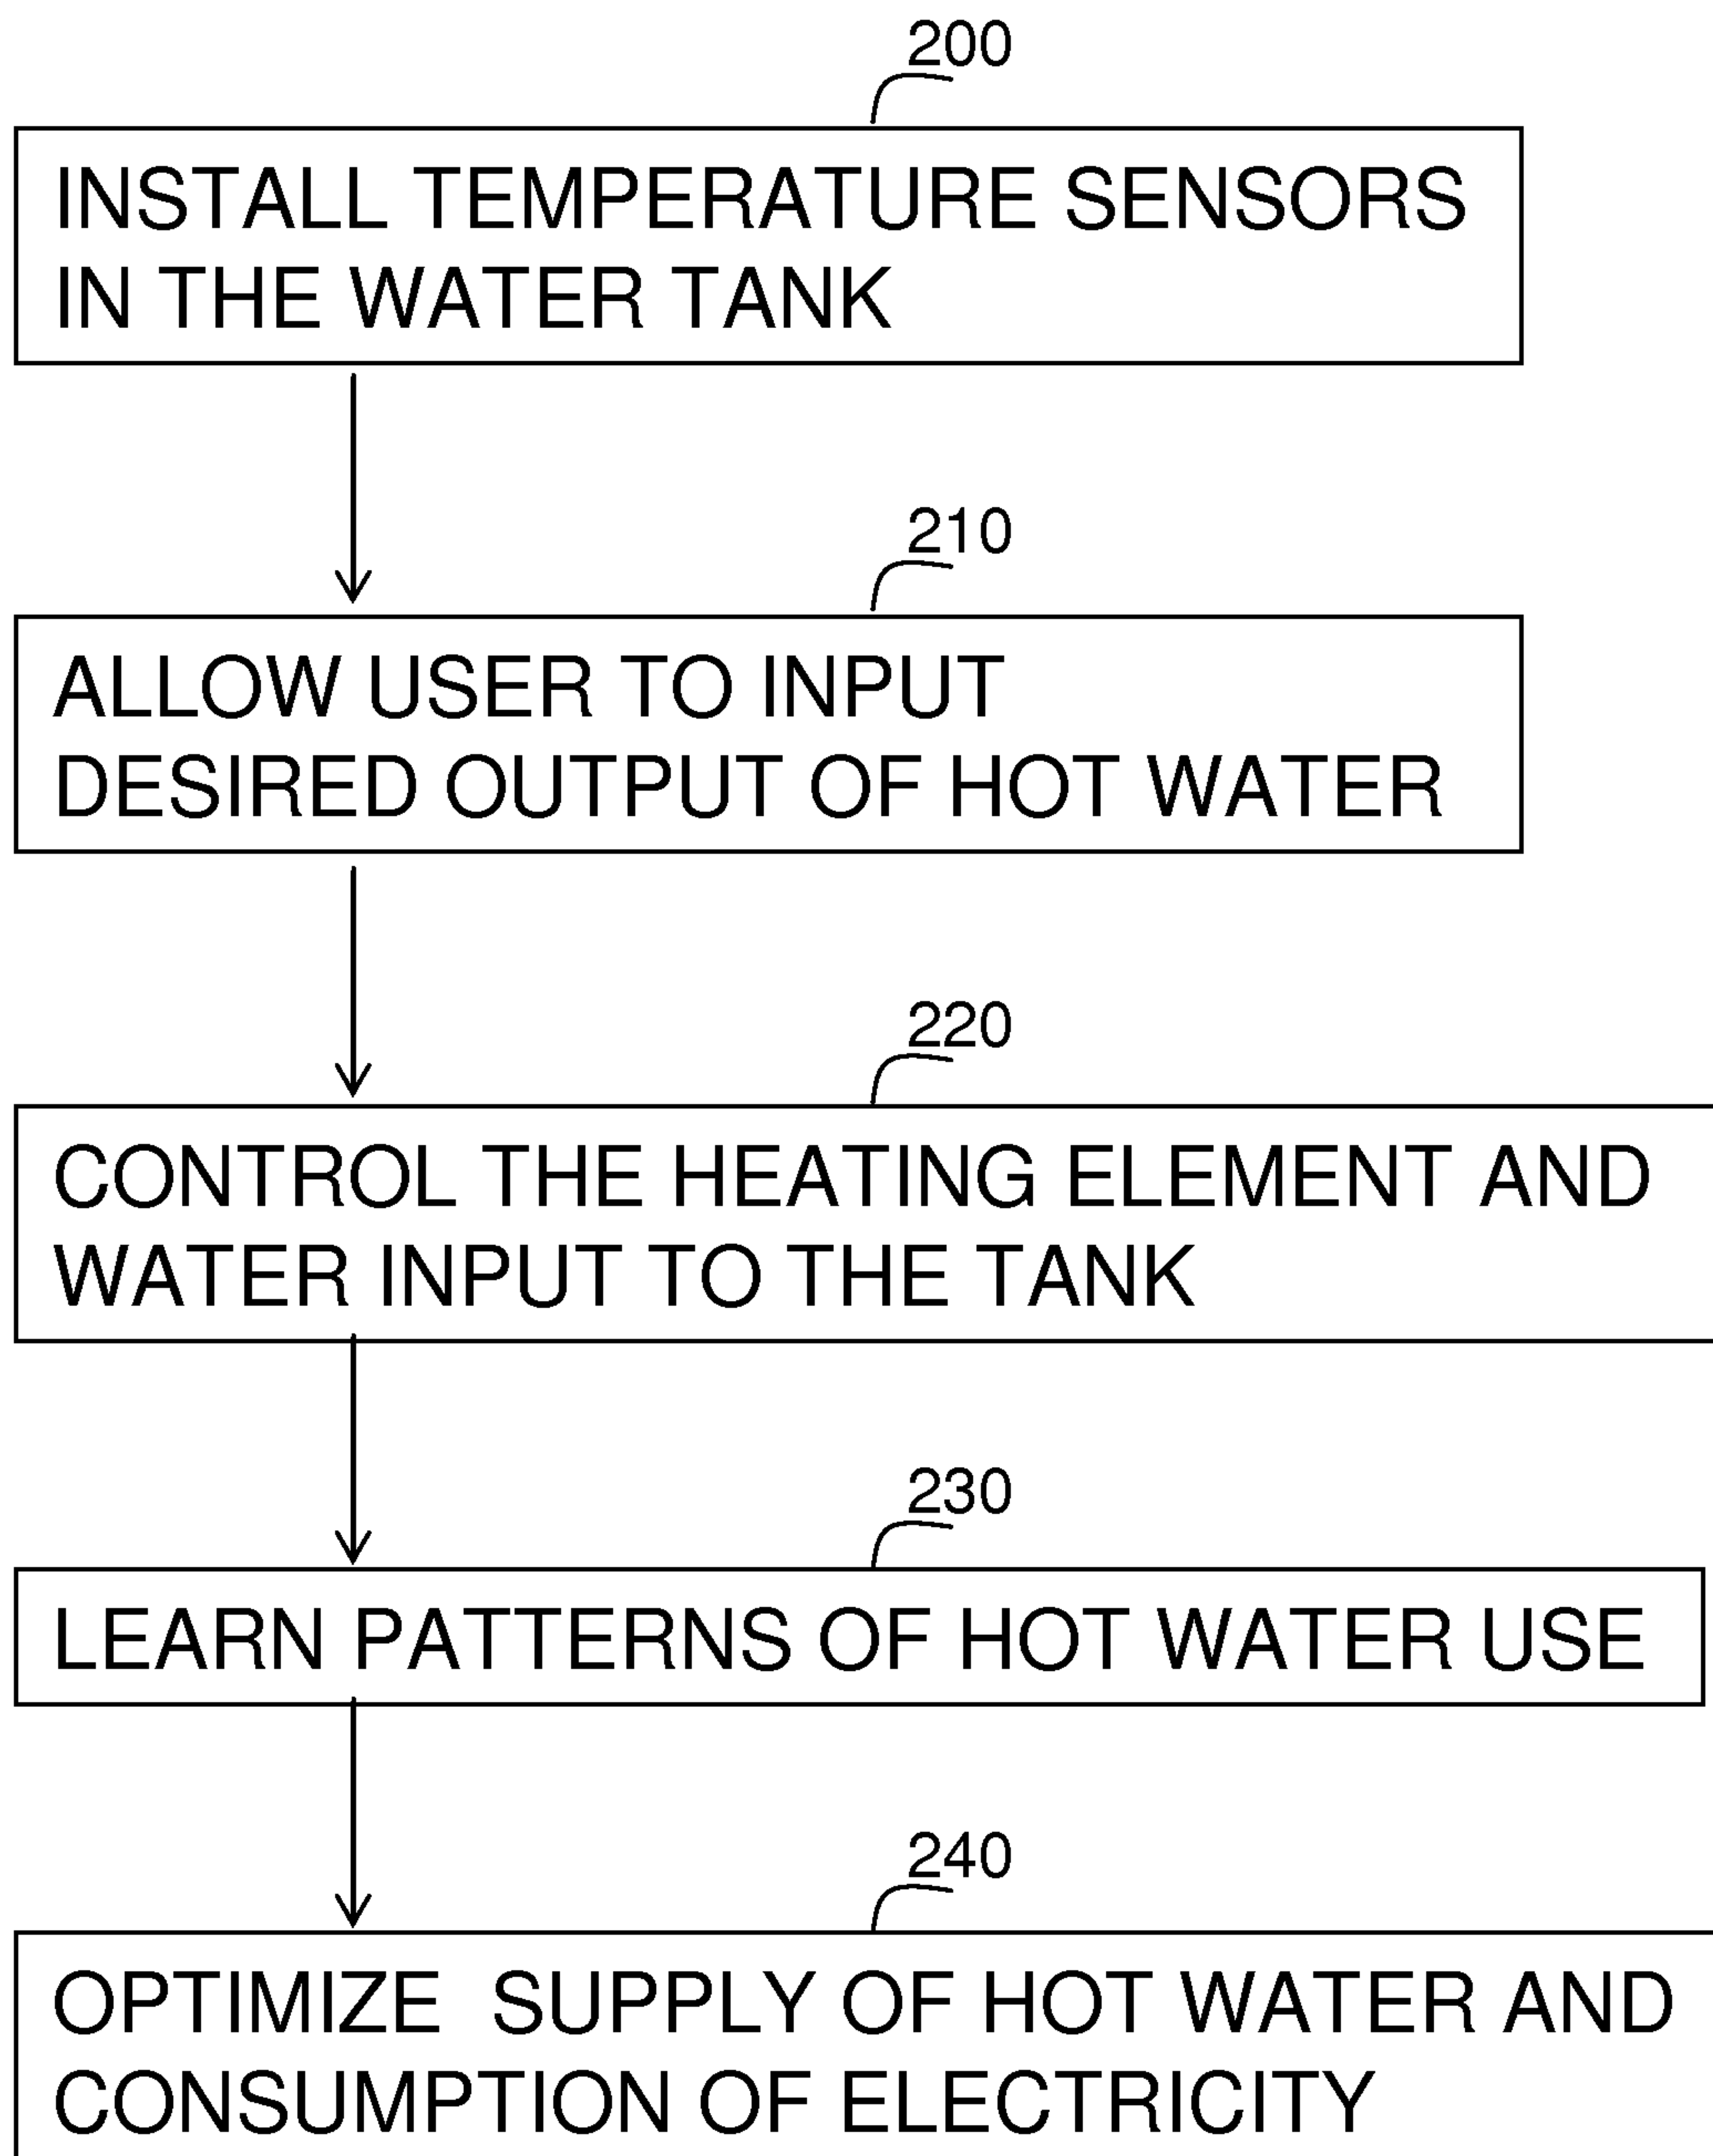 200
INSTALL TEMPERATURE SENSORS
IN THE WATER TANK
210
ALLOW USER TO INPUT
DESIRED OUTPUT OF HOT WATER
220
CONTROL THE HEATING ELEMENT AND
WATER INPUT TO THE TANK
230
LEARN PATTERNS OF HOT WATER USE
240
OPTIMIZE SUPPLY OF HOT WATER AND
CONSUMPTION OF ELECTRICITY